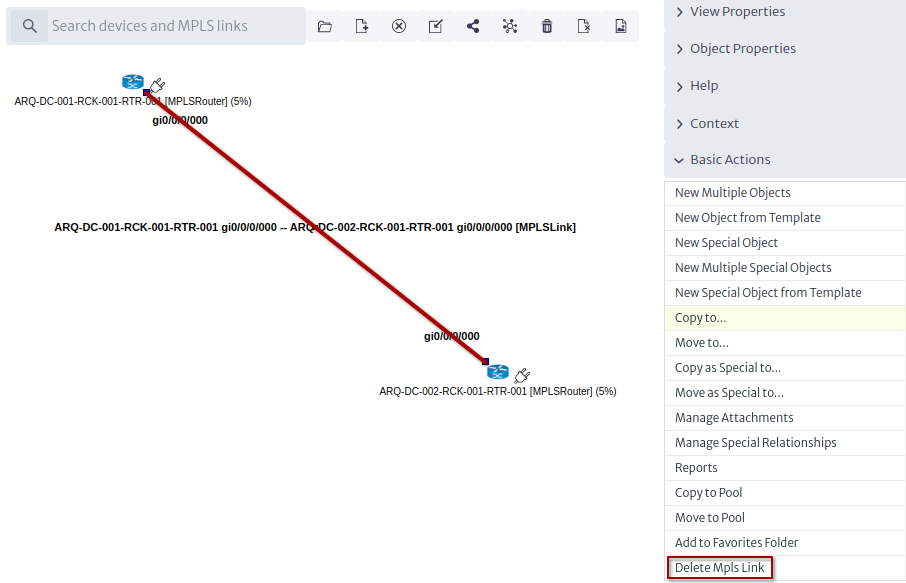 Search devices and MPLS links
ARQ-DC-001-RCK-001-RTR-001 [MPLSRouter] (5%)
gi0/0/0/000
ARQ-DC-001-RCK-001-RTR-001 gi0/0/0/000 -- ARQ-DC-002-RCK-001-RTR-001 gi0/0/0/000 [MPLSLink]
gi0/0/0/000
ARQ-DC-002-RCK-001-RTR-001 [MPLSRouter] (5%)
View Properties
Object Properties
Help
Context
Basic Actions
New Multiple Objects
New Object from Template
New Special Object
New Multiple Special Objects
New Special Object from Template
Copy to...
Move to...
Copy as Special to...
Move as Special to...
Manage Attachments
Manage Special Relationships
Reports
Copy to Pool
Move to Pool
Add to Favorites Folder
Delete Mpls Link